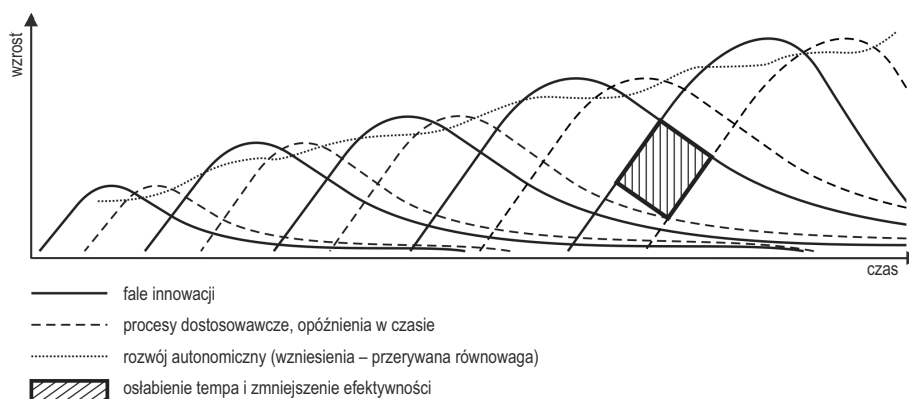 wzrost
czas
fale innowacji
procesy dostosowawcze, opóźnienia w czasie
rozwój autonomiczny (wzniesienia – przerywana równowaga)
osłabienie tempa i zmniejszenie efektywności